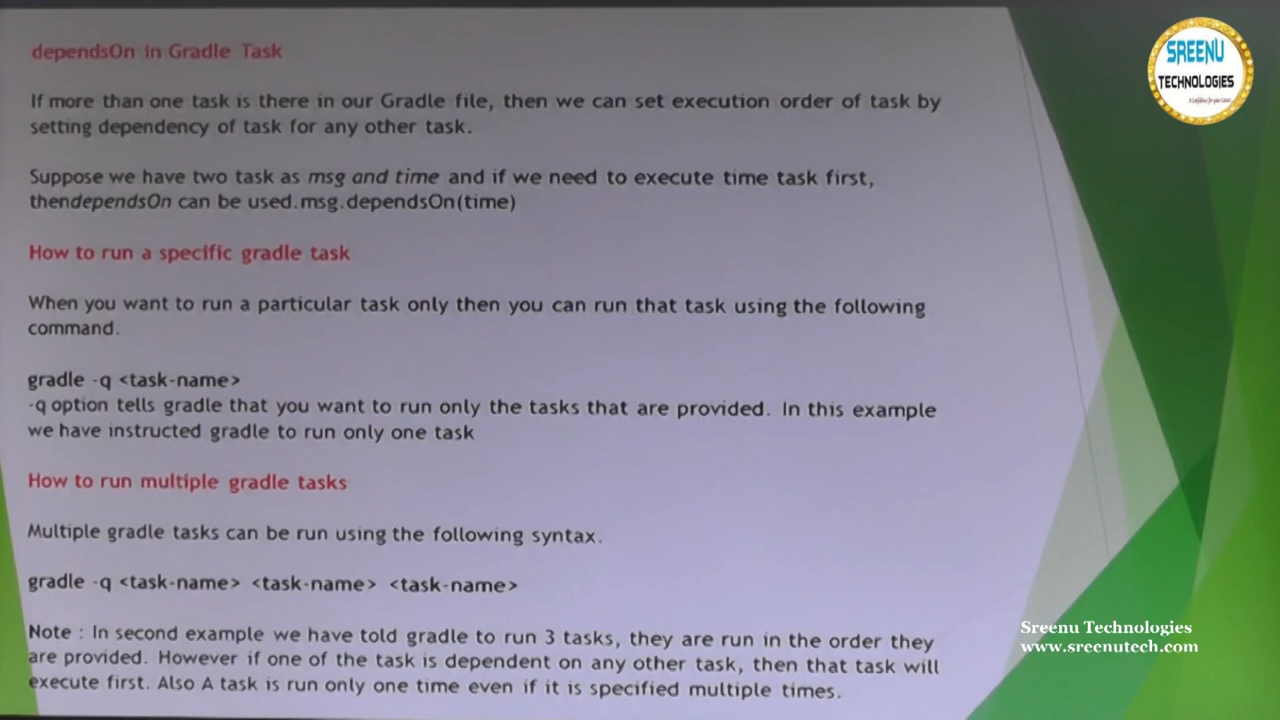 dependsOn in Gradle Task
If more than one task is there in our Gradle file, then we can set execution order of task by
setting dependency of task for any other task.
Suppose we have two task as msg and time and if we need to execute time task first,
thendependsOn can be used.msg.dependsOn(time)
How to run a specific gradle task
When you want to run a particular task only then you can run that task using the following
command.
gradle -q <task-name>
-q option tells gradle that you want to run only the tasks that are provided. In this example
we have instructed gradle to run only one task
How to run multiple gradle tasks
Multiple gradle tasks can be run using the following syntax.
gradle -q <task-name> <task-name> <task-name>
Note : In second example we have told gradle to run 3 tasks, they are run in the order they
are provided. However if one of the task is dependent on any other task, then that task will
execute first. Also A task is run only one time even if it is specified multiple times.
SREENU
TECHNOLOGIES
Sreenu Technologies
www.sreenutech.com